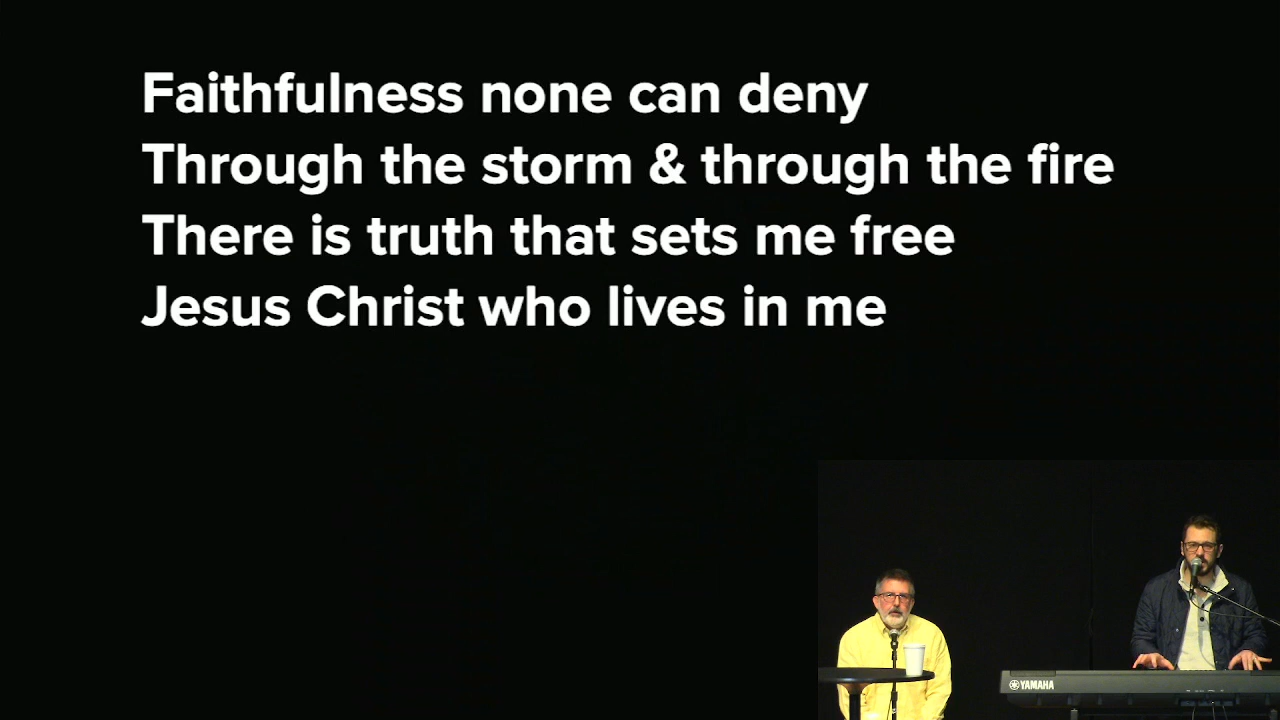 Faithfulness none can deny
Through the storm & through the fire
There is truth that sets me free
Jesus Christ who lives in me
YAMAHA